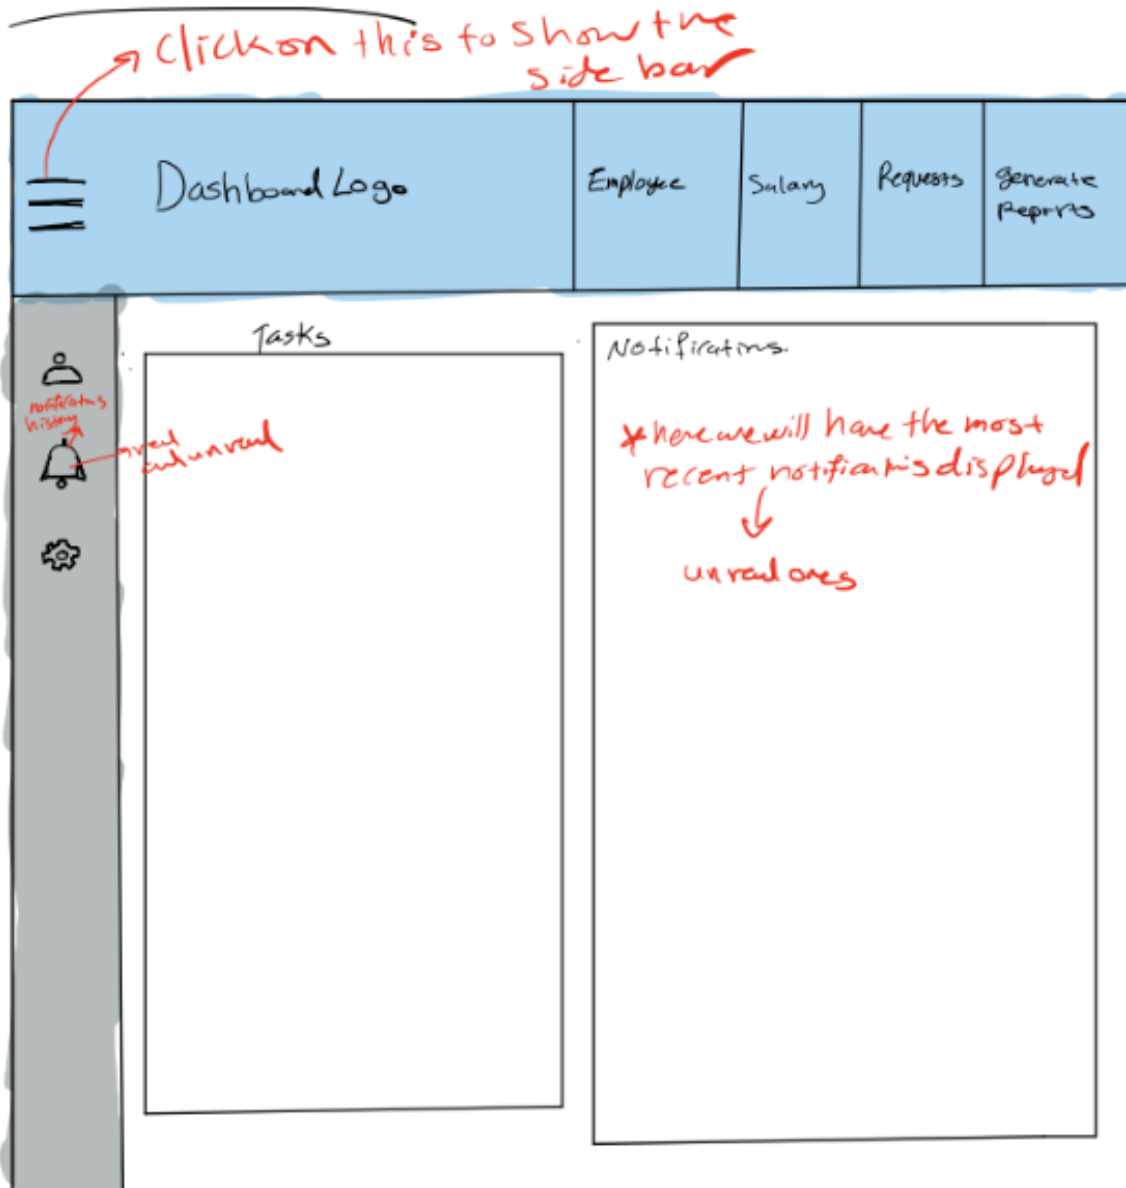 Click on this to show the
side bar
Dashboard Logo
Employee
Salary
Requests
Generate
Reports
Tasks
Notifications
notifications
history
read
and unread
* here we will have the most
recent notifications displayed
unread ones